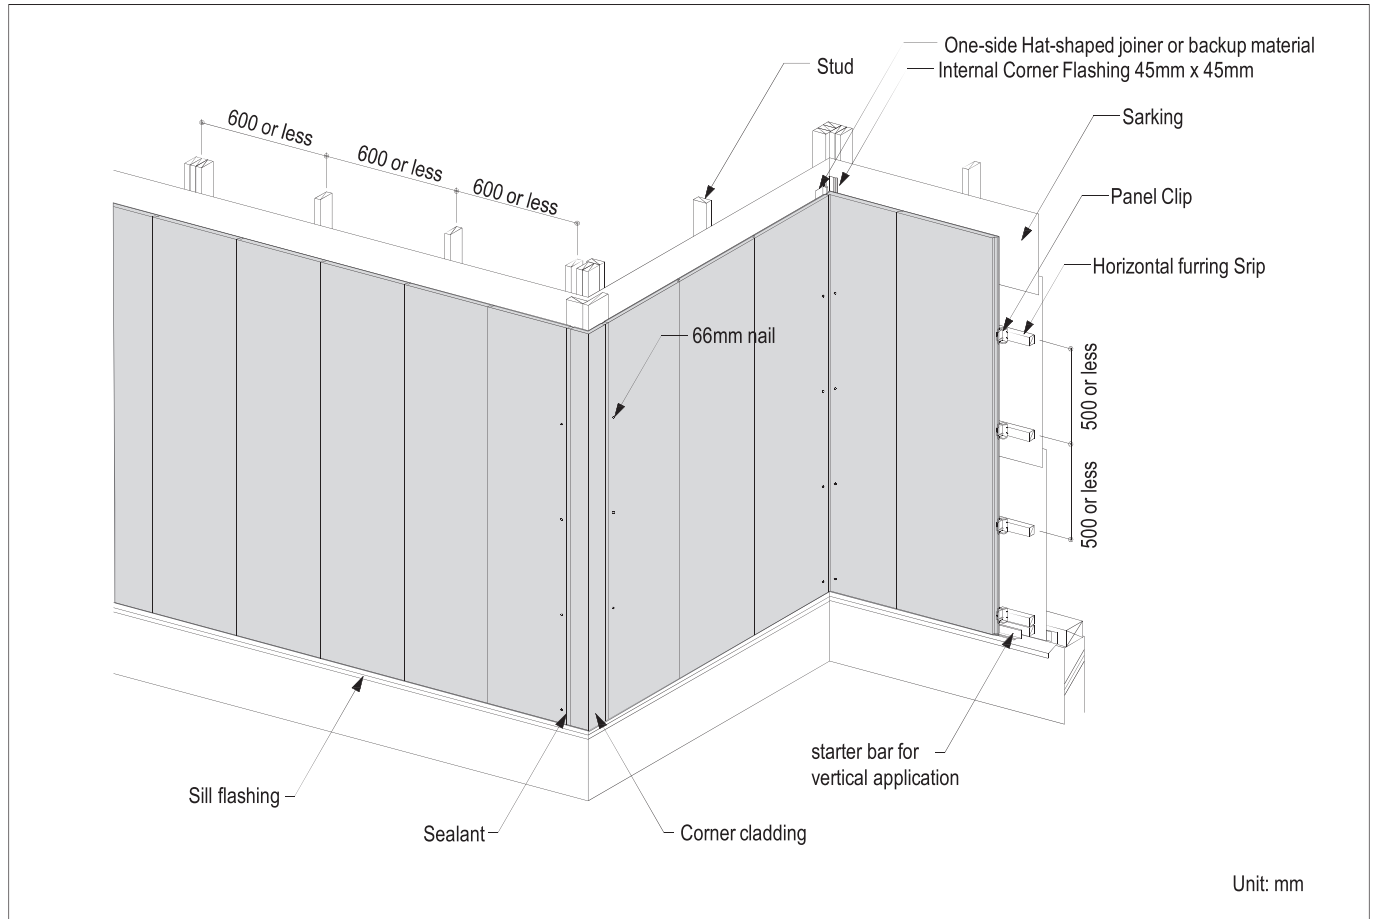 One-side Hat-shaped joiner or backup material
Stud
Internal Corner Flashing 45mm x 45mm
600 or less
600 or less
600 or less
Sarking
Panel Clip
Horizontal furring Srip
66mm nail
500 or less
500 or less
starter bar for
vertical application
Sill flashing
Sealant
Corner cladding
Unit: mm